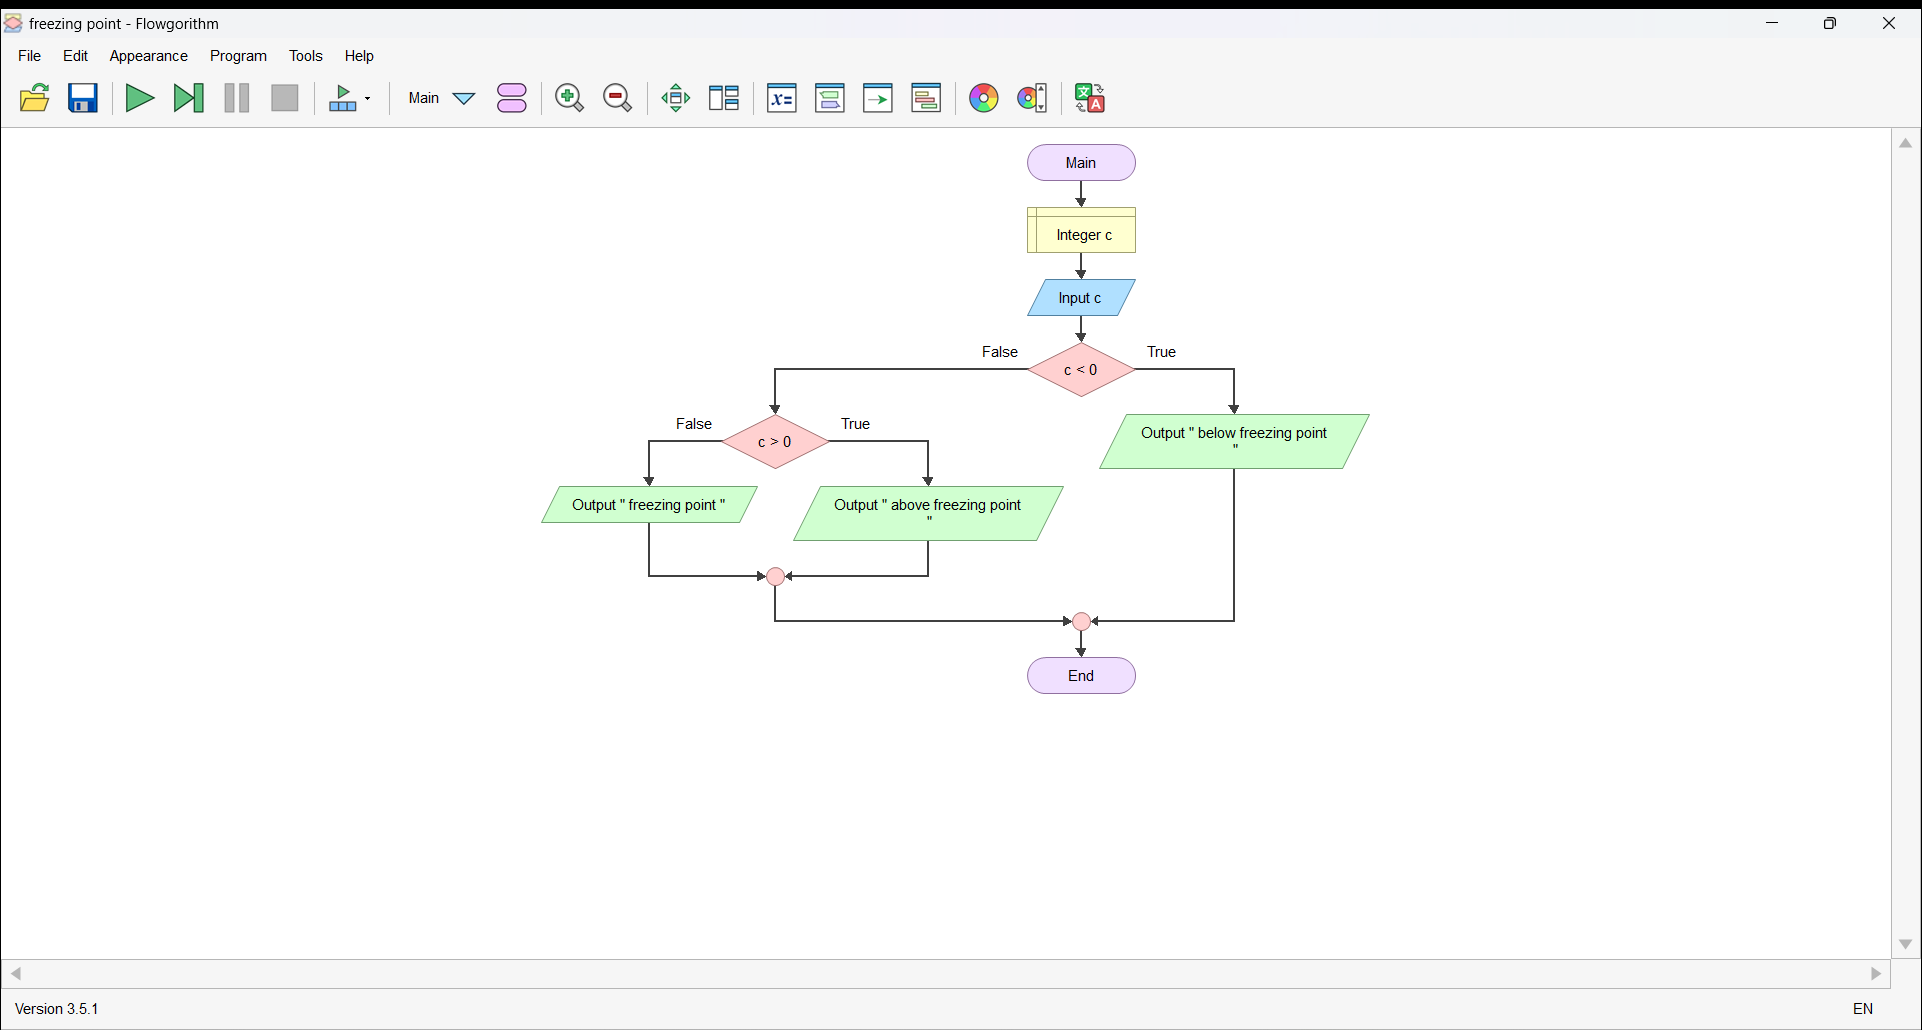 freezing point - Flowgorithm
File Edit Appearance Program Tools Help
Main
Main
Integer c
Input c
False True
c < 0
False True
c > 0
Output " below freezing point
"
Output " freezing point "
Output " above freezing point
"
End
Version 3.5.1
EN